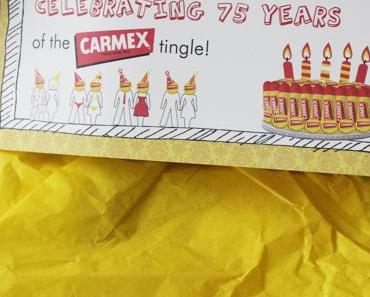 CELEBRATING 75 YEARS
of the CARMEX tingle!